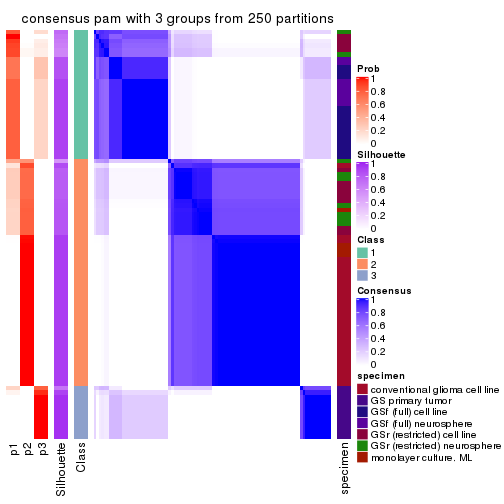 consensus pam with 3 groups from 250 partitions
Prob
1
0.8
0.6
0.4
0.2
0
Silhouette
1
0.8
0.6
0.4
0.2
0
Class
1
2
3
Consensus
1
0.8
0.6
0.4
0.2
0
specimen
conventional glioma cell line
GS primary tumor
GSf (full) cell line
GSf (full) neurosphere
GSr (restricted) cell line
GSr (restricted) neurosphere
monolayer culture. ML
p1
p2
p3
Silhouette
Class
specimen